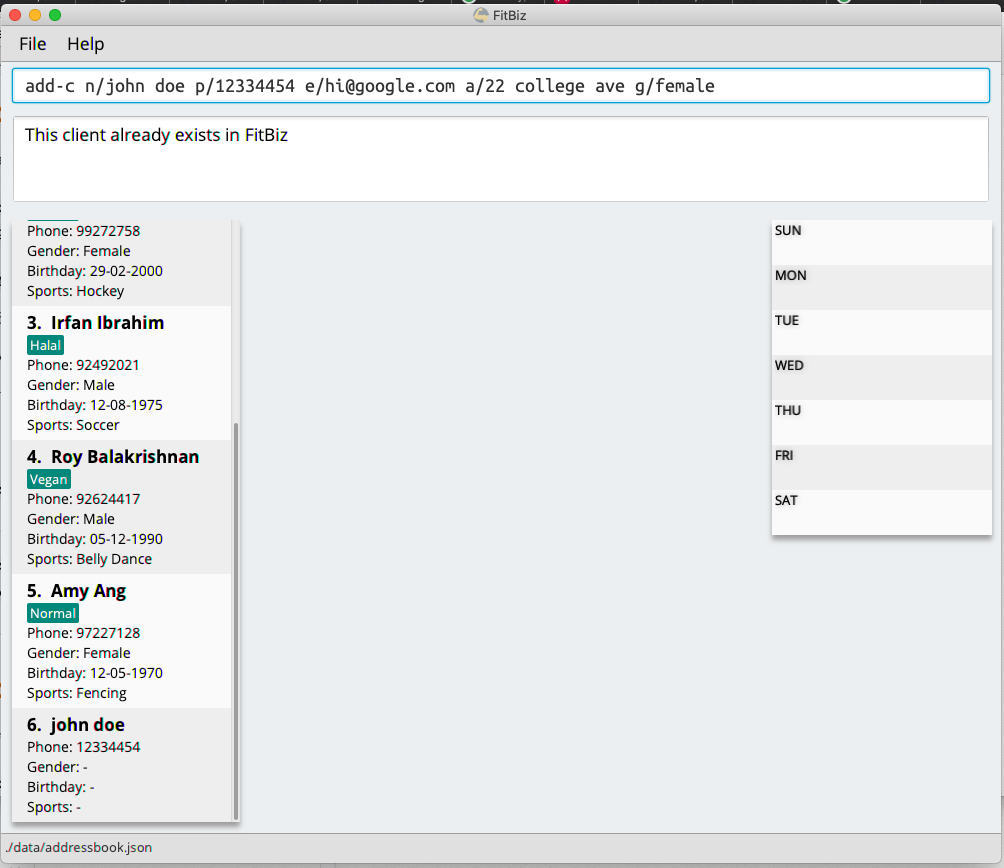 FitBiz
File Help
add-c n/john doe p/12334454 e/hi@google.com a/22 college ave g/female
This client already exists in FitBiz
Phone: 99272758
Gender: Female
Birthday: 29-02-2000
Sports: Hockey
3. Irfan Ibrahim
Halal
Phone: 92492021
Gender: Male
Birthday: 12-08-1975
Sports: Soccer
4. Roy Balakrishnan
Vegan
Phone: 92624417
Gender: Male
Birthday: 05-12-1990
Sports: Belly Dance
5. Amy Ang
Normal
Phone: 97227128
Gender: Female
Birthday: 12-05-1970
Sports: Fencing
6. john doe
Phone: 12334454
Gender: -
Birthday: -
Sports: -
SUN
MON
TUE
WED
THU
FRI
SAT
./data/addressbook.json